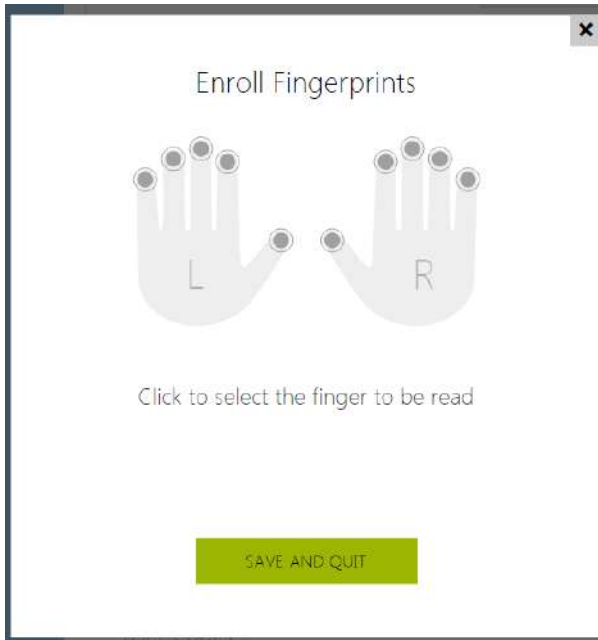 Enroll Fingerprints
L
R
Click to select the finger to be read
SAVE AND QUIT